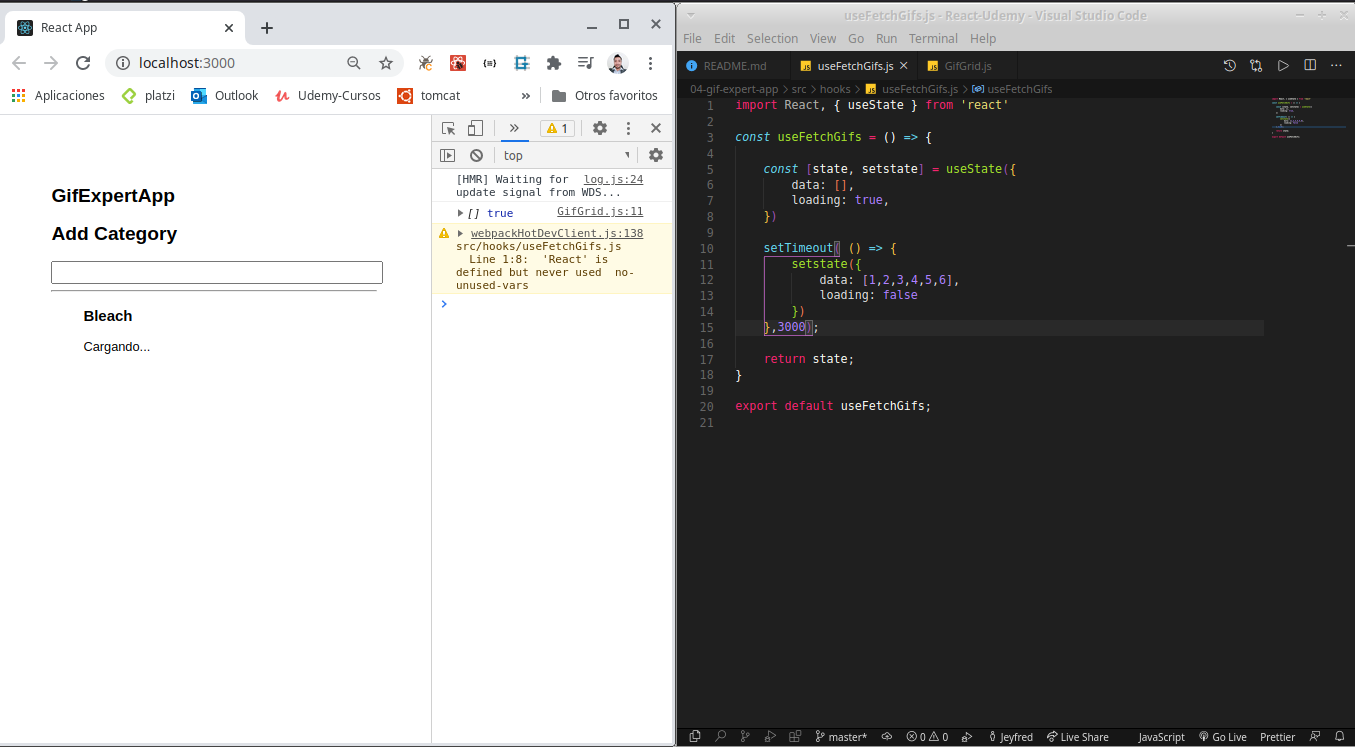 React App
localhost:3000
Aplicaciones platzi Outlook Udemy-Cursos tomcat » Otros favoritos
GifExpertApp
Add Category
Bleach
Cargando...
» 1
top
[HMR] Waiting for log.js:24
update signal from WDS...
[] true GifGrid.js:11
webpackHotDevClient.js:138
src/hooks/useFetchGifs.js
Line 1:8: 'React' is
defined but never used no-
unused-vars
useFetchGifs.js - React-Udemy - Visual Studio Code
File Edit Selection View Go Run Terminal Help
README.md useFetchGifs.js GifGrid.js
04-gif-expert-app > src > hooks > useFetchGifs.js > useFetchGifs
1 import React, { useState } from 'react'
2
3 const useFetchGifs = () => {
4
5 const [state, setstate] = useState({
6 data: [],
7 loading: true,
8 })
9
10 setTimeout( () => {
11 setstate({
12 data: [1,2,3,4,5,6],
13 loading: false
14 })
15 },3000);
16
17 return state;
18 }
19
20 export default useFetchGifs;
21
master* 0 0 Jeyfred Live Share JavaScript Go Live Prettier